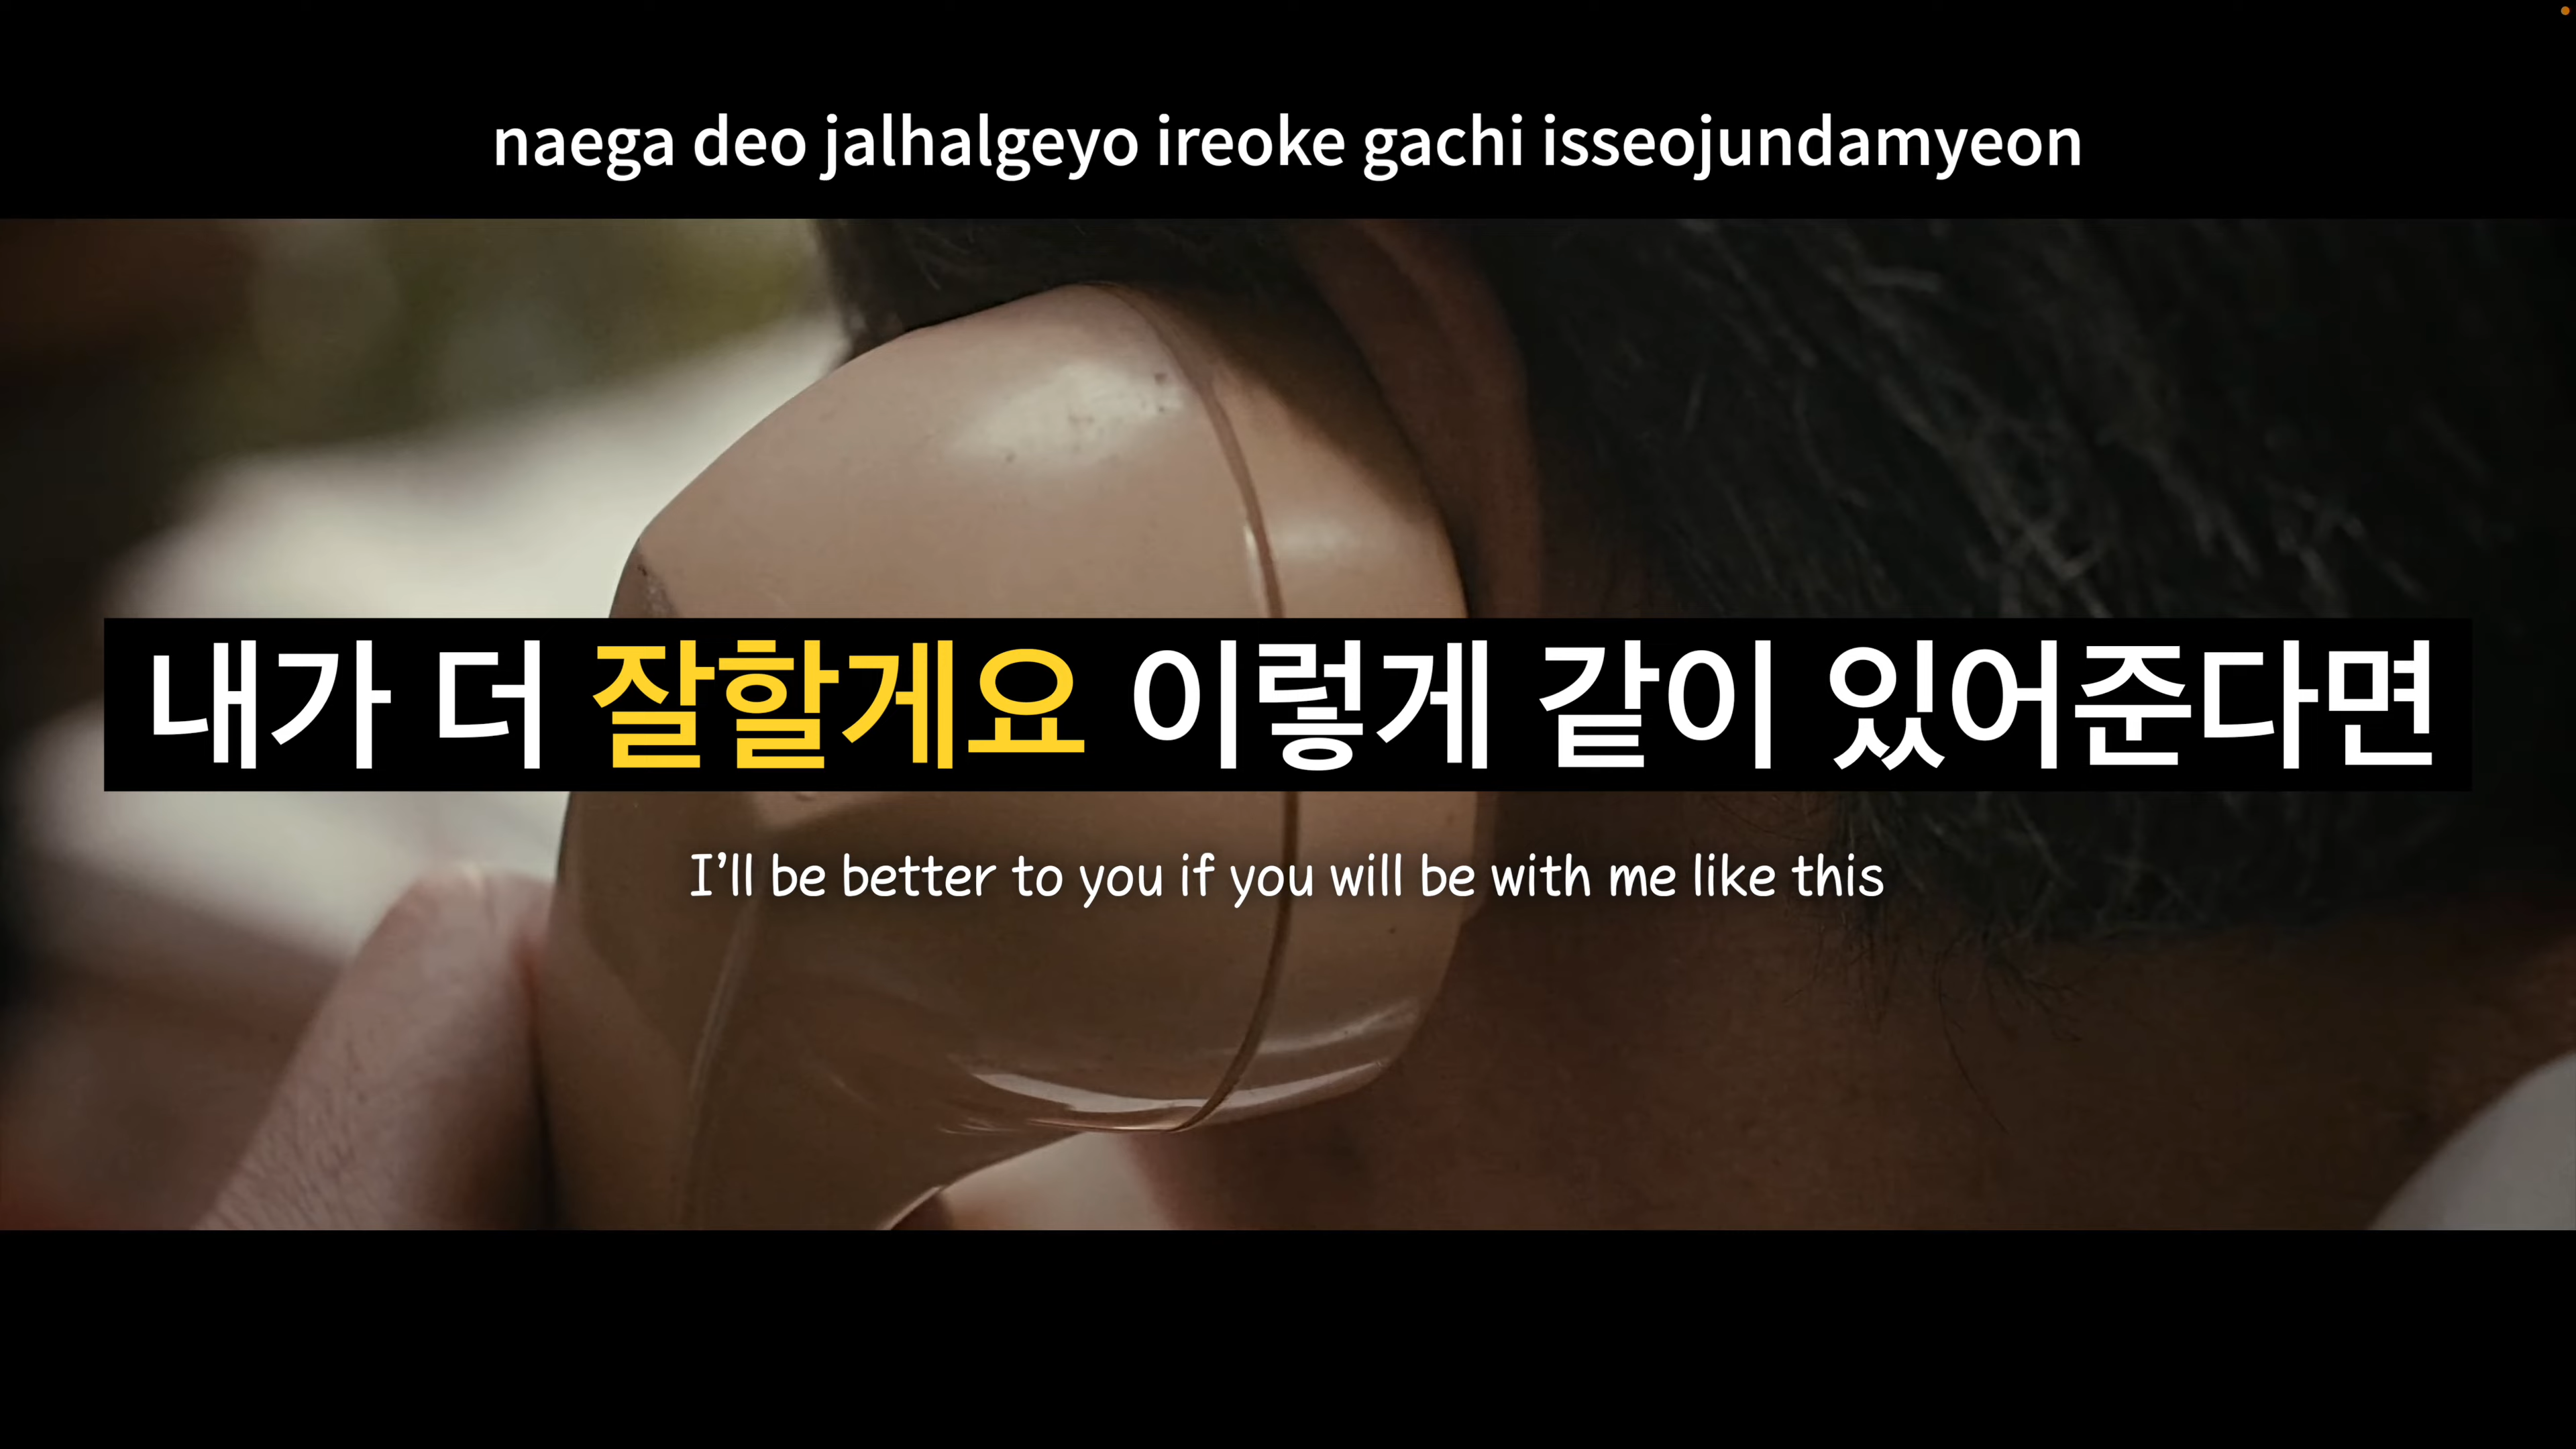 naega deo jalhalgeyo ireoke gachi isseojundamyeon
내가 더 잘할게요 이렇게 같이 있어준다면
I'll be better to you if you will be with me like this